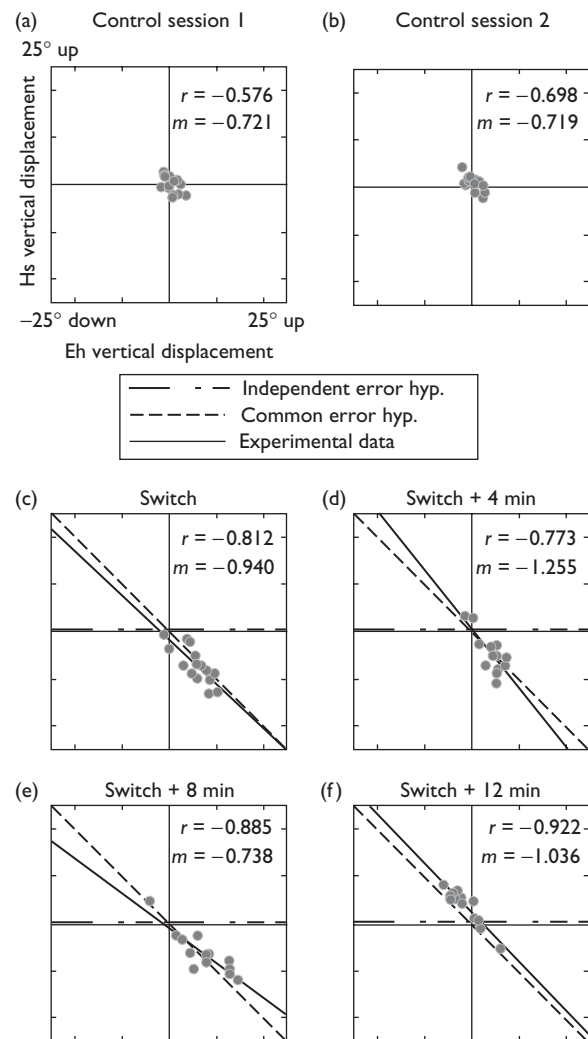 (a) Control session 1
(b) Control session 2
25° up
r = −0.576
m = −0.721
r = −0.698
m = −0.719
Hs vertical displacement
−25° down 25° up
Eh vertical displacement
Independent error hyp.
Common error hyp.
Experimental data
(c) Switch
(d) Switch + 4 min
r = −0.812
m = −0.940
r = −0.773
m = −1.255
(e) Switch + 8 min
(f) Switch + 12 min
r = −0.885
m = −0.738
r = −0.922
m = −1.036